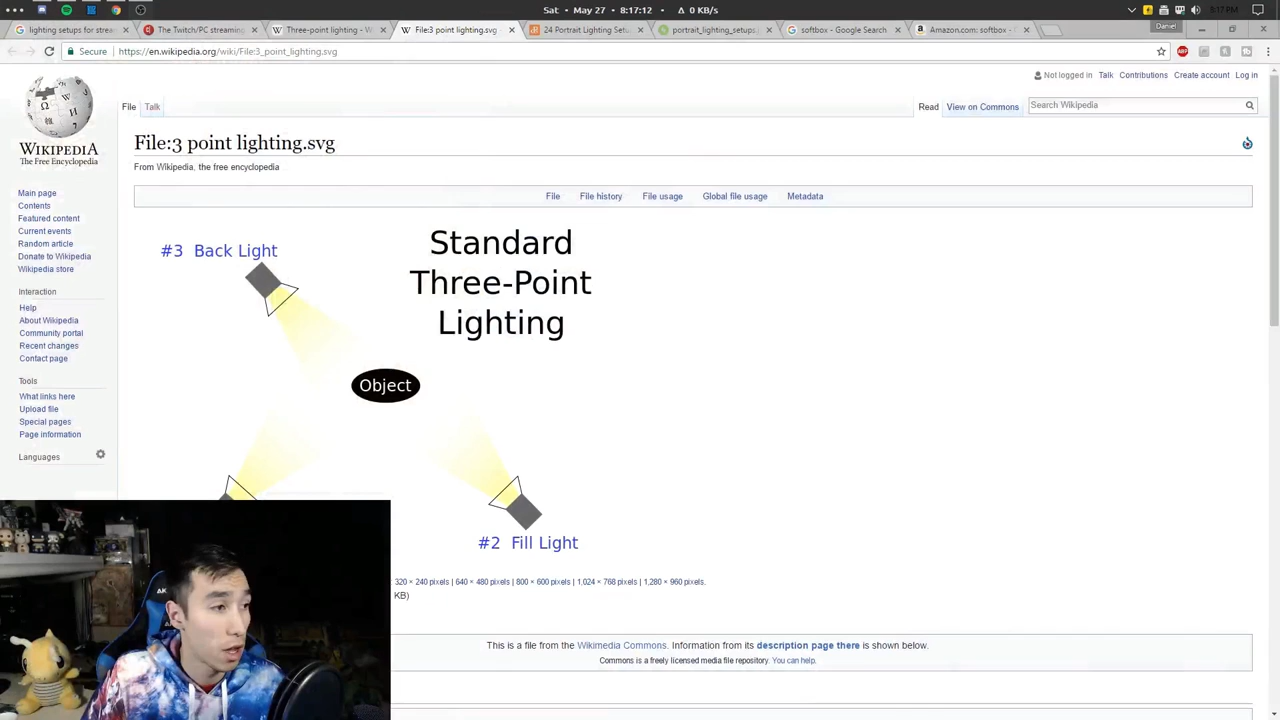 Sat • May 27 • 8:17:12 • Δ 0 KB/s
8:17 PM
lighting setups for strea
The Twitch/PC streaming
Three-point lighting - W
File:3 point lighting.svg
24 Portrait Lighting Setu
portrait_lighting_setups
softbox - Google Search
Amazon.com: softbox -
Daniel
Secure | https://en.wikipedia.org/wiki/File:3_point_lighting.svg
Not logged in Talk Contributions Create account Log in
File Talk
Read View on Commons Search Wikipedia
WIKIPEDIA
The Free Encyclopedia
Main page
Contents
Featured content
Current events
Random article
Donate to Wikipedia
Wikipedia store
Interaction
Help
About Wikipedia
Community portal
Recent changes
Contact page
Tools
What links here
Upload file
Special pages
Page information
Languages
File:3 point lighting.svg
From Wikipedia, the free encyclopedia
File File history File usage Global file usage Metadata
#3 Back Light
Standard
Three-Point
Lighting
Object
#2 Fill Light
320 × 240 pixels | 640 × 480 pixels | 800 × 600 pixels | 1,024 × 768 pixels | 1,280 × 960 pixels.
KB)
This is a file from the Wikimedia Commons. Information from its description page there is shown below.
Commons is a freely licensed media file repository. You can help.